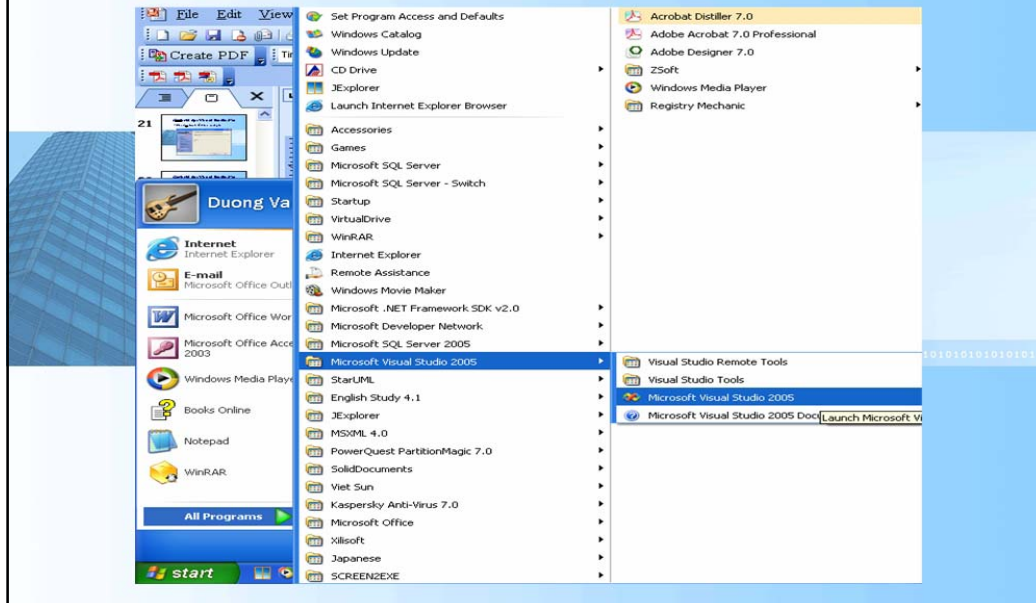 File Edit View
Create PDF Tir
21
Duong Va
Internet
Internet Explorer
E-mail
Microsoft Office Outl
Microsoft Office Wor
Microsoft Office Acce
2003
Windows Media Playe
Books Online
Notepad
WinRAR
All Programs
start
Set Program Access and Defaults
Windows Catalog
Windows Update
CD Drive
JExplorer
Launch Internet Explorer Browser
Accessories
Games
Microsoft SQL Server
Microsoft SQL Server - Switch
Startup
VirtualDrive
WinRAR
Internet Explorer
Remote Assistance
Windows Movie Maker
Microsoft .NET Framework SDK v2.0
Microsoft Developer Network
Microsoft SQL Server 2005
Microsoft Visual Studio 2005
StarUML
English Study 4.1
JExplorer
MSXML 4.0
PowerQuest PartitionMagic 7.0
SolidDocuments
Viet Sun
Kaspersky Anti-Virus 7.0
Microsoft Office
Xilisoft
Japanese
SCREEN2EXE
Acrobat Distiller 7.0
Adobe Acrobat 7.0 Professional
Adobe Designer 7.0
ZSoft
Windows Media Player
Registry Mechanic
Visual Studio Remote Tools
Visual Studio Tools
Microsoft Visual Studio 2005
Microsoft Visual Studio 2005 Docu
Launch Microsoft Vi
1010101010101